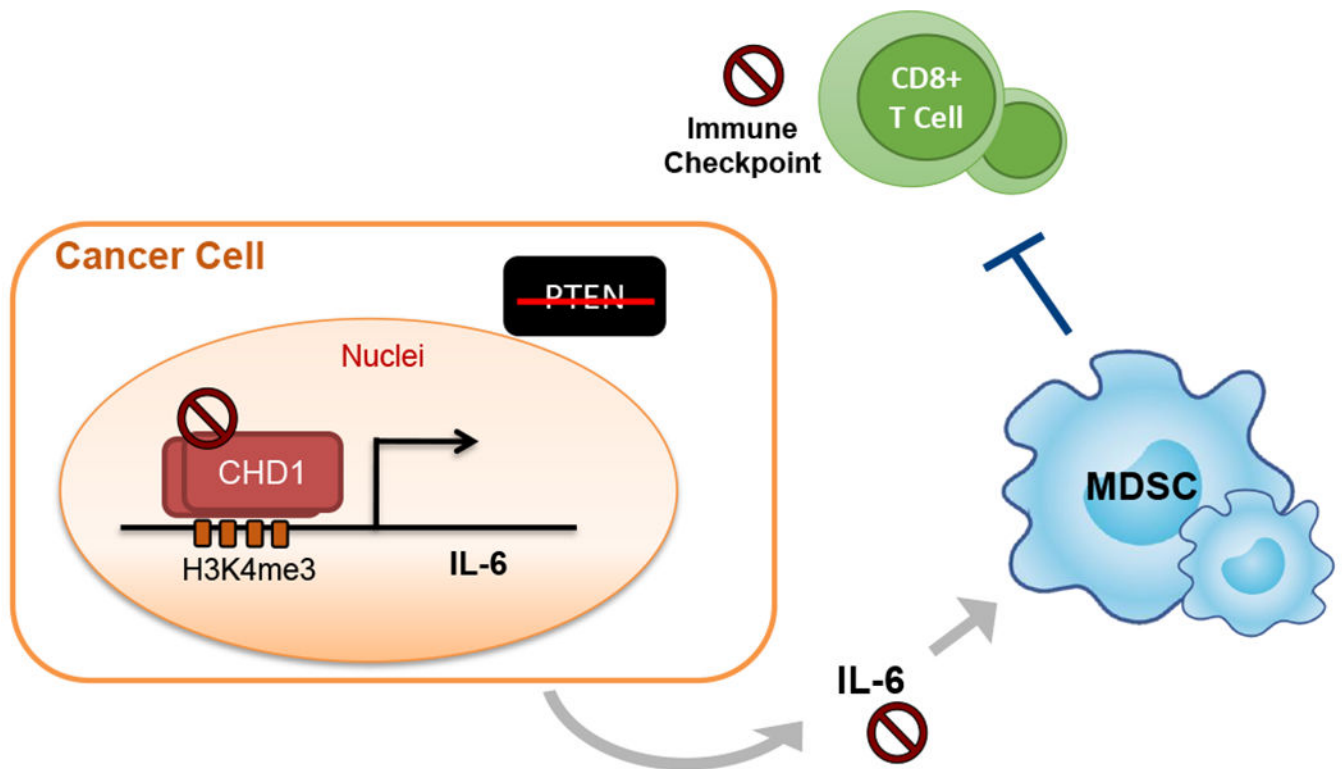 CD8+
T Cell
Immune
Checkpoint
Cancer Cell
PTEN
Nuclei
CHD1
H3K4me3
IL-6
MDSC
IL-6